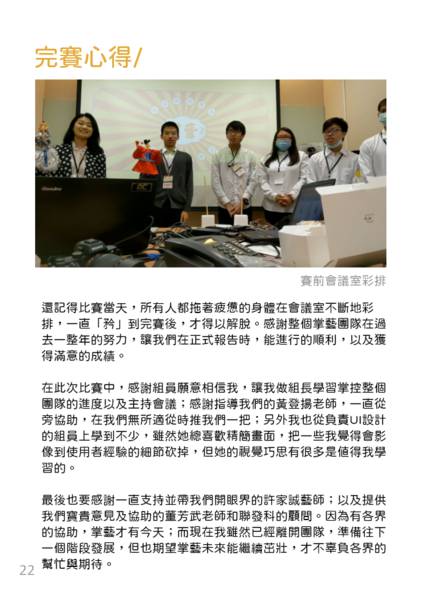 完賽心得/
賽前會議室彩排
還記得比賽當天，所有人都拖著疲憊的身體在會議室不斷地彩
排，一直「矜」到完賽後，才得以解脫。感謝整個掌藝團隊在過
去一整年的努力，讓我們在正式報告時，能進行的順利，以及獲
得滿意的成績。
在此次比賽中，感謝組員願意相信我，讓我做組長學習掌控整個
團隊的進度以及主持會議；感謝指導我們的黃登揚老師，一直從
旁協助，在我們無所適從時推我們一把；另外我也從負責UI設計
的組員上學到不少，雖然她總喜歡精簡畫面，把一些我覺得會影
像到使用者經驗的細節砍掉，但她的視覺巧思有很多是值得我學
習的。
最後也要感謝一直支持並帶我們開眼界的許家誠藝師；以及提供
我們寶貴意見及協助的董芳武老師和聯發科的顧問。因為有各界
的協助，掌藝才有今天；而現在我雖然已經離開團隊，準備往下
一個階段發展，但也期望掌藝未來能繼續茁壯，才不辜負各界的
幫忙與期待。
22